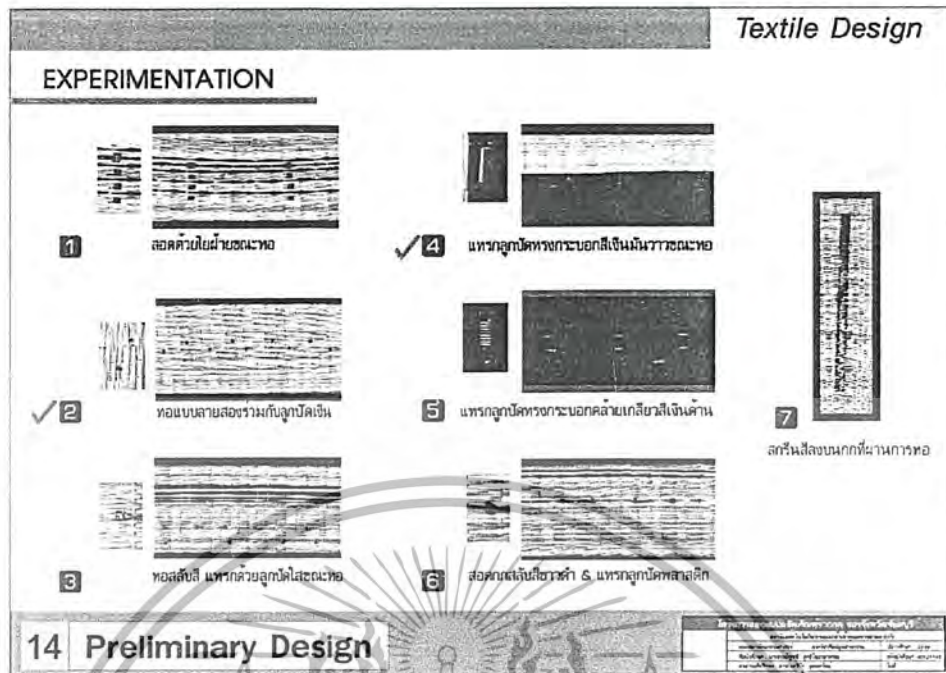 Textile Design
EXPERIMENTATION
1 สอดด้วยใยฝ้ายขณะทอ
2 ทอแบบลายสองร่วมกับลูกปัดเงิน
3 ทอสลับสี แทรกด้วยลูกปัดใสขณะทอ
4 แทรกลูกปัดทรงกระบอกสีเงินมันวาวขณะทอ
5 แทรกลูกปัดทรงกระบอกคล้ายเกลียวสีเงินด้าน
6 สอดกกสลับสีขาวดำ & แทรกลูกปัดพลาสติก
7
สกรีนสีลงบนกกที่ผ่านการทอ
14 Preliminary Design